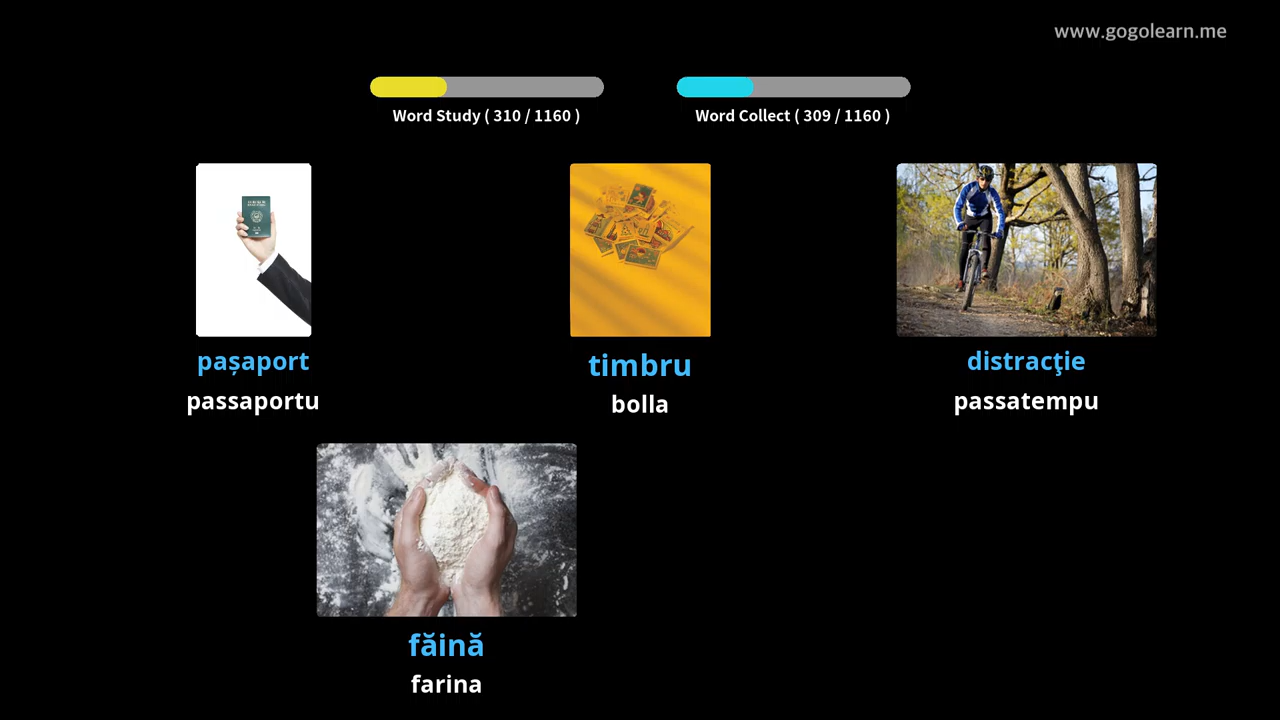 www.gogolearn.me
Word Study ( 310 / 1160 )
Word Collect ( 309 / 1160 )
pașaport
passaportu
timbru
bolla
distracţie
passatempu
făină
farina